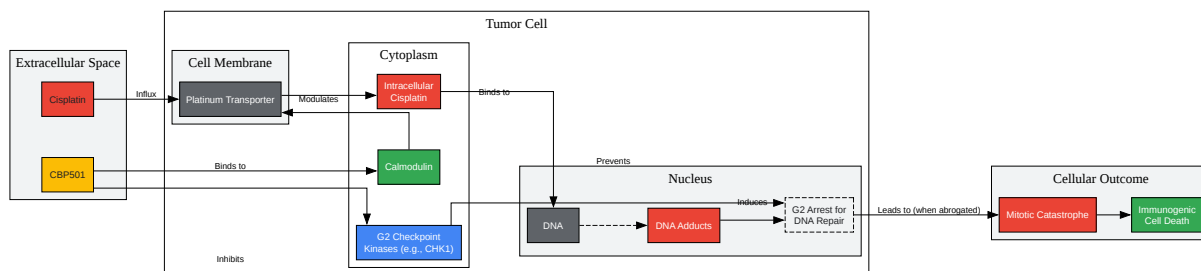 Tumor Cell
Extracellular Space
Cell Membrane
Cytoplasm
Cisplatin
Influx
Platinum Transporter
Modulates
Intracellular
Cisplatin
Binds to
CBP501
Binds to
Calmodulin
Prevents
Nucleus
Cellular Outcome
G2 Checkpoint
Kinases (e.g., CHK1)
Inhibits
DNA
DNA Adducts
Induces
G2 Arrest for
DNA Repair
Leads to (when abrogated)
Mitotic Catastrophe
Immunogenic
Cell Death